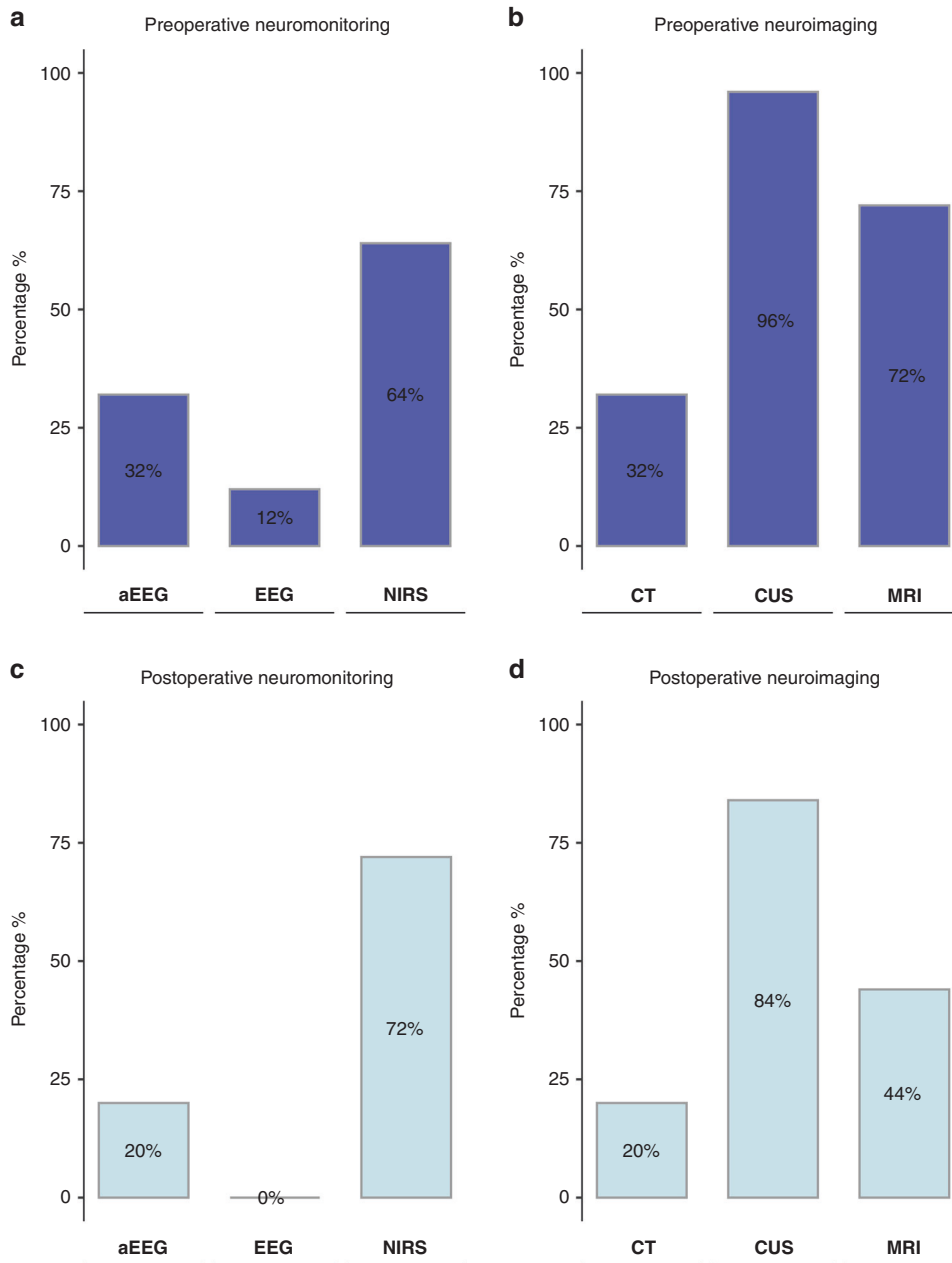 a
Preoperative neuromonitoring
100
75
50
25
0
Percentage %
32%
12%
64%
aEEG EEG NIRS
b
Preoperative neuroimaging
100
75
50
25
0
Percentage %
32%
96%
72%
CT CUS MRI
c
Postoperative neuromonitoring
100
75
50
25
0
Percentage %
20%
0%
72%
aEEG EEG NIRS
d
Postoperative neuroimaging
100
75
50
25
0
Percentage %
20%
84%
44%
CT CUS MRI